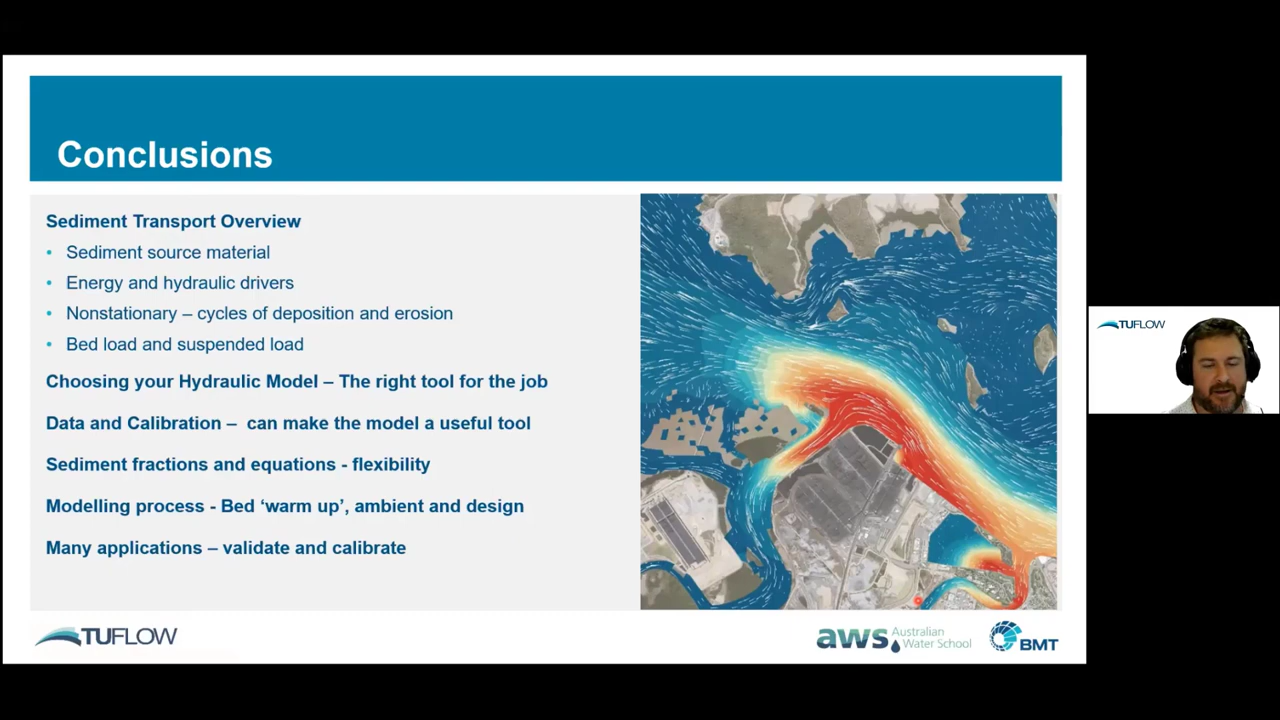 Conclusions
Sediment Transport Overview
• Sediment source material
• Energy and hydraulic drivers
• Nonstationary – cycles of deposition and erosion
• Bed load and suspended load
Choosing your Hydraulic Model – The right tool for the job
Data and Calibration – can make the model a useful tool
Sediment fractions and equations - flexibility
Modelling process - Bed ‘warm up’, ambient and design
Many applications – validate and calibrate
TUFLOW
aws Australian
Water School
BMT
TUFLOW